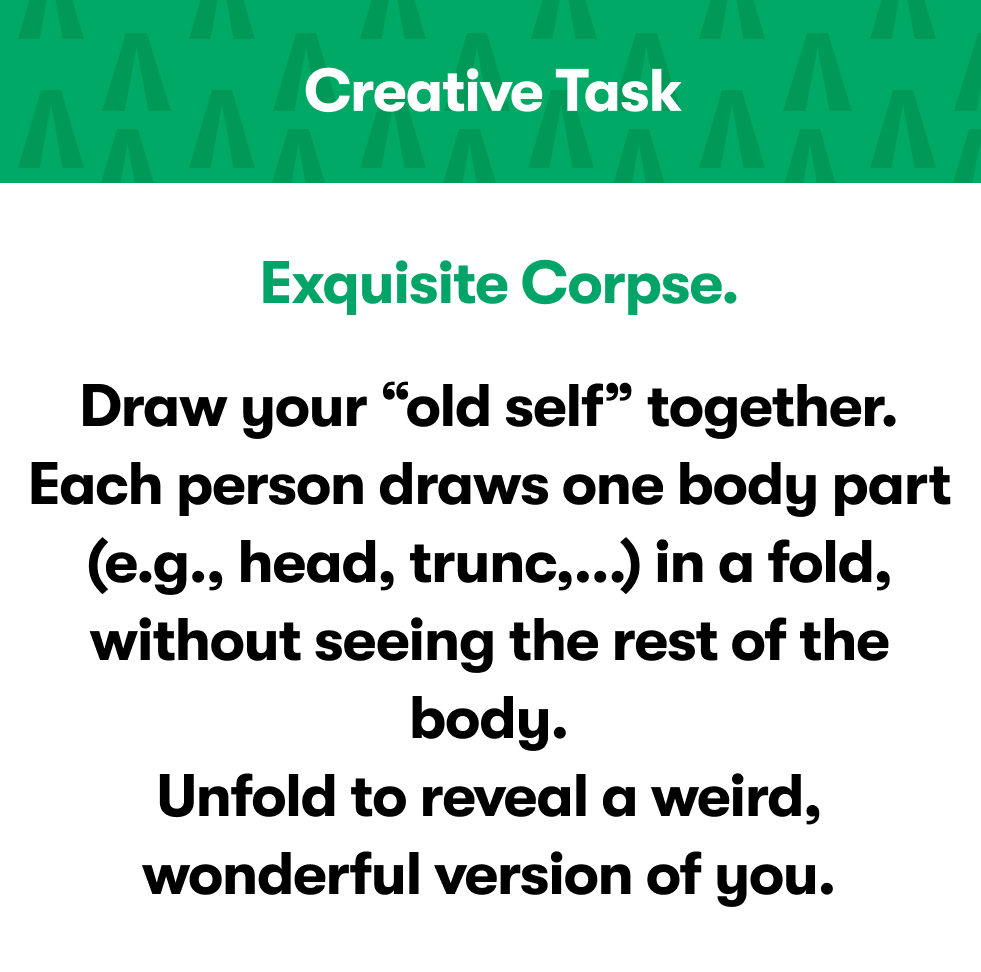 Creative Task
Exquisite Corpse.
Draw your “old self” together.
Each person draws one body part
(e.g., head, trunc,...) in a fold,
without seeing the rest of the
body.
Unfold to reveal a weird,
wonderful version of you.